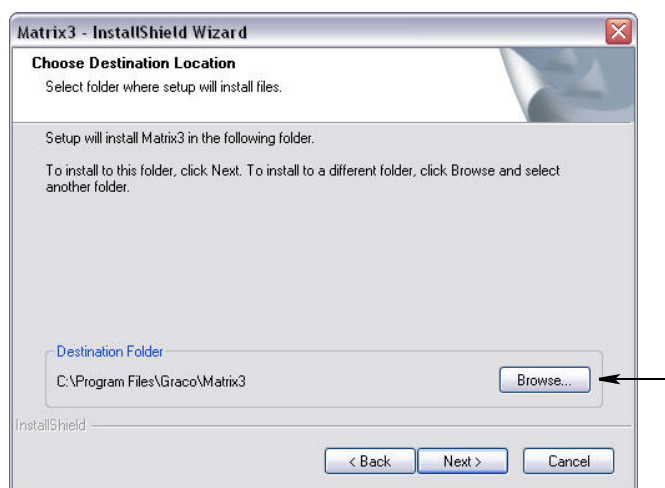 Matrix3 - InstallShield Wizard
Choose Destination Location
Select folder where setup will install files.
Setup will install Matrix3 in the following folder.
To install to this folder, click Next. To install to a different folder, click Browse and select
another folder.
Destination Folder
C:\Program Files\Graco\Matrix3
Browse...
InstallShield
< Back
Next >
Cancel